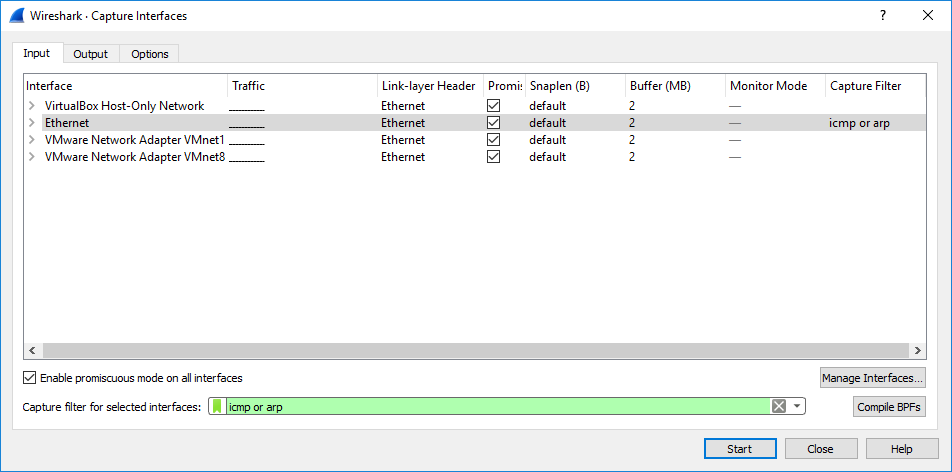 Wireshark · Capture Interfaces
Input Output Options
Interface Traffic Link-layer Header Promis Snaplen (B) Buffer (MB) Monitor Mode Capture Filter
VirtualBox Host-Only Network Ethernet default 2 —
Ethernet Ethernet default 2 — icmp or arp
VMware Network Adapter VMnet1 Ethernet default 2 —
VMware Network Adapter VMnet8 Ethernet default 2 —
Enable promiscuous mode on all interfaces Manage Interfaces...
Capture filter for selected interfaces: icmp or arp Compile BPFs
Start Close Help